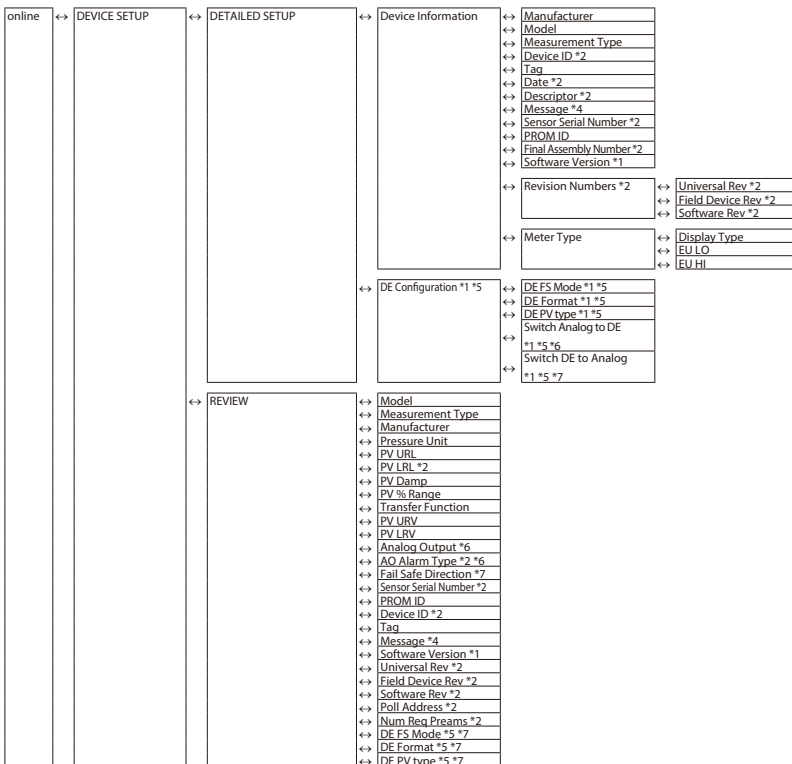 online ↔ DEVICE SETUP ↔ DETAILED SETUP ↔ Device Information ↔ Manufacturer
↔ Model
↔ Measurement Type
↔ Device ID *2
↔ Tag
↔ Date *2
↔ Descriptor *2
↔ Message *4
↔ Sensor Serial Number *2
↔ PROM ID
↔ Final Assembly Number *2
↔ Software Version *1
↔ Revision Numbers *2 ↔ Universal Rev *2
↔ Field Device Rev *2
↔ Software Rev *2
↔ Meter Type ↔ Display Type
↔ EU LO
↔ EU HI
↔ DE Configuration *1 *5 ↔ DE FS Mode *1 *5
↔ DE Format *1 *5
↔ DE PV type *1 *5
Switch Analog to DE
↔
*1 *5 *6
Switch DE to Analog
↔
*1 *5 *7
↔ REVIEW ↔ Model
↔ Measurement Type
↔ Manufacturer
↔ Pressure Unit
↔ PV URL
↔ PV LRL *2
↔ PV Damp
↔ PV % Range
↔ Transfer Function
↔ PV URV
↔ PV LRV
↔ Analog Output *6
↔ AO Alarm Type *2 *6
↔ Fail Safe Direction *7
↔ Sensor Serial Number *2
↔ PROM ID
↔ Device ID *2
↔ Tag
↔ Message *4
↔ Software Version *1
↔ Universal Rev *2
↔ Field Device Rev *2
↔ Software Rev *2
↔ Poll Address *2
↔ Num Req Preams *2
↔ DE FS Mode *5 *7
↔ DE Format *5 *7
↔ DE PV type *5 *7